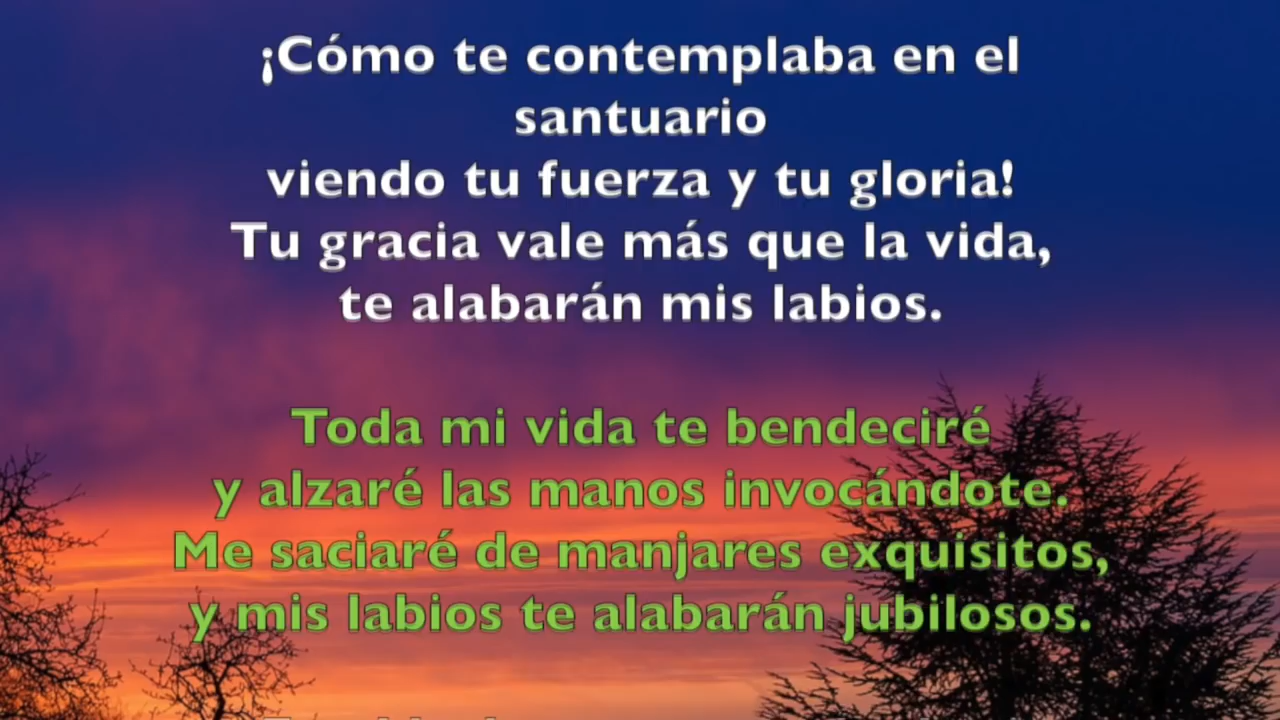 ¡Cómo te contemplaba en el
santuario
viendo tu fuerza y tu gloria!
Tu gracia vale más que la vida,
te alabarán mis labios.
Toda mi vida te bendeciré
y alzaré las manos invocándote.
Me saciaré de manjares exquisitos,
y mis labios te alabarán jubilosos.